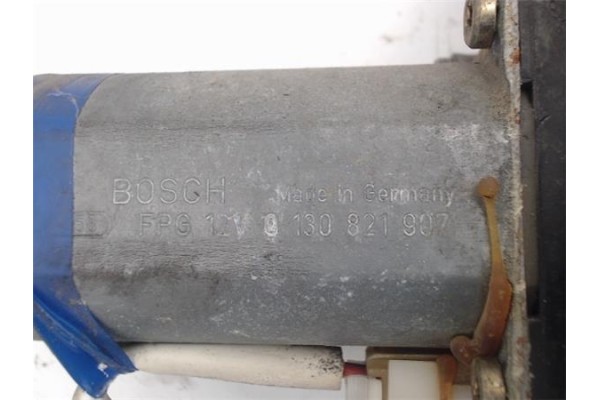 BOSCH Made in Germany
FPG 12V 0 130 821 907